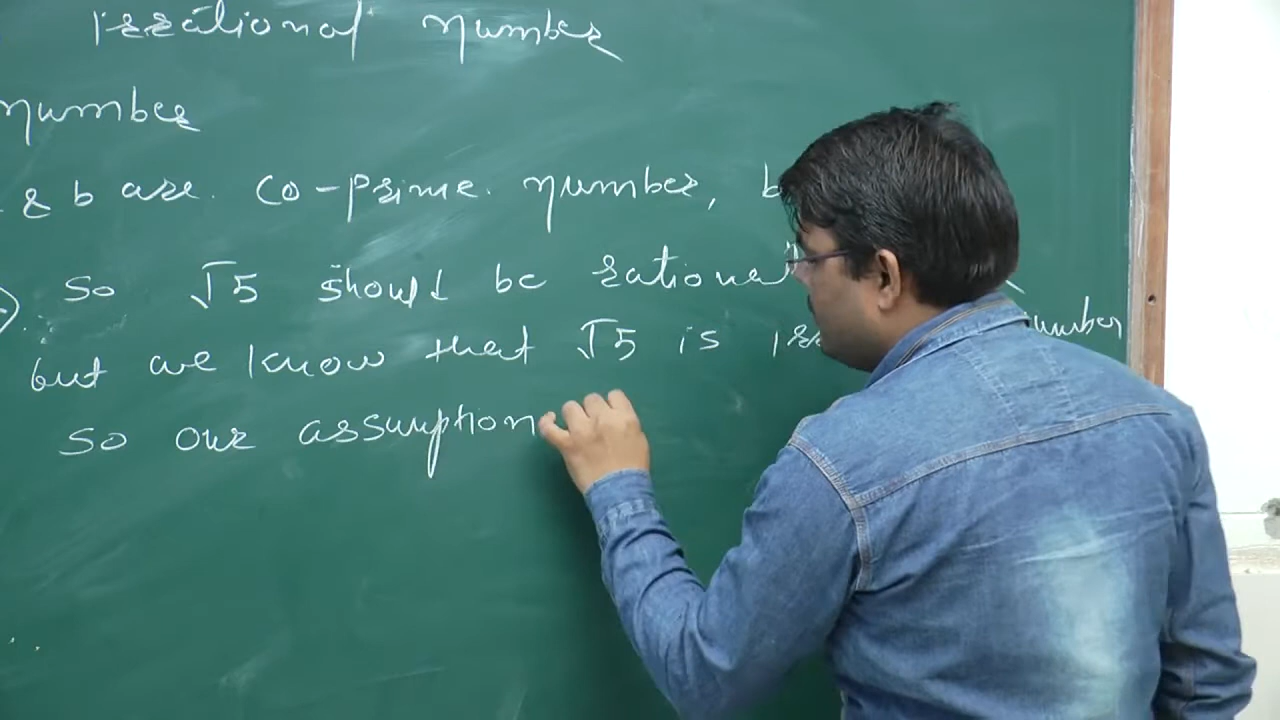 irrational number
number
& b are co-prime number, b
so √5 should be rational
but we know that √5 is number
so our assumption